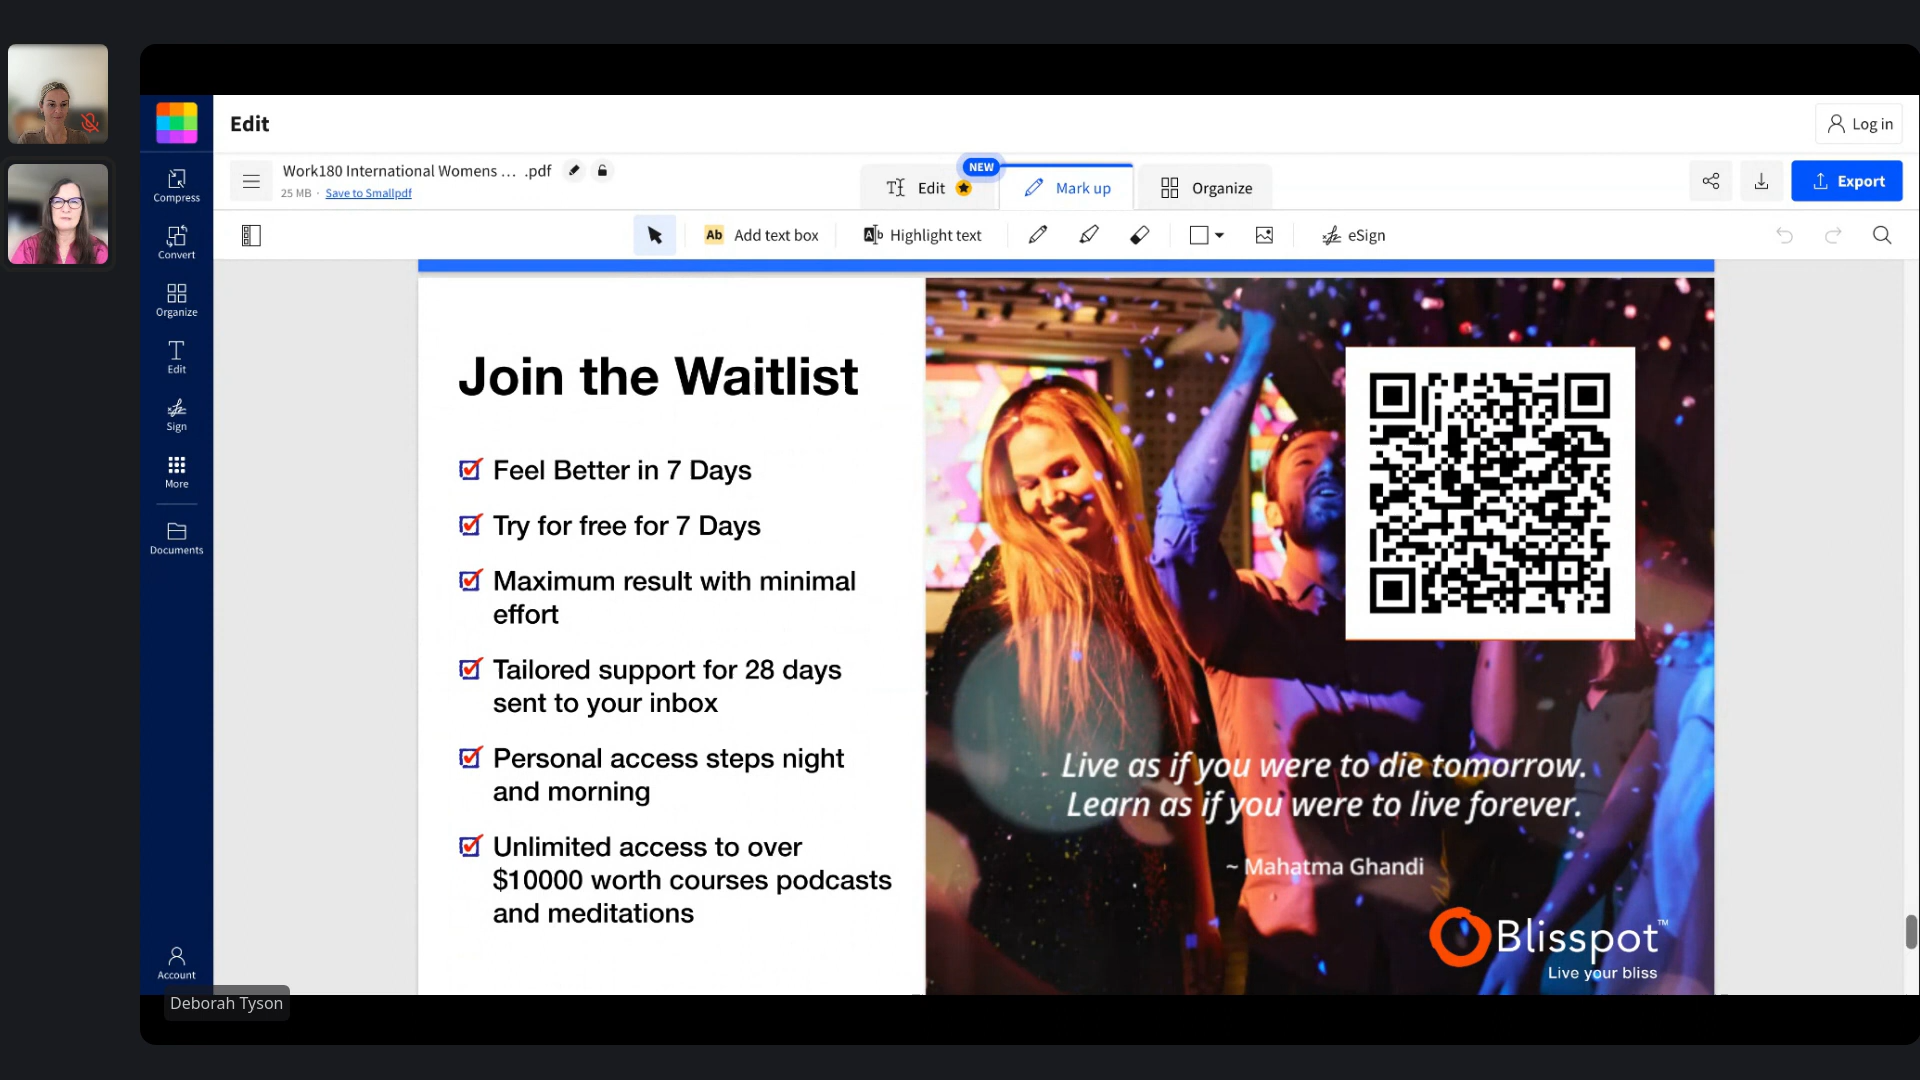 Edit
Log in
Compress
Convert
Organize
Edit
Sign
More
Documents
Account
Work180 International Womens ... .pdf
25 MB · Save to Smallpdf
Edit
NEW
Mark up
Organize
Export
Ab Add text box
Highlight text
eSign
Join the Waitlist
Feel Better in 7 Days
Try for free for 7 Days
Maximum result with minimal
effort
Tailored support for 28 days
sent to your inbox
Personal access steps night
and morning
Unlimited access to over
$10000 worth courses podcasts
and meditations
Live as if you were to die tomorrow.
Learn as if you were to live forever.
~ Mahatma Ghandi
Blisspot™
Live your bliss
Deborah Tyson